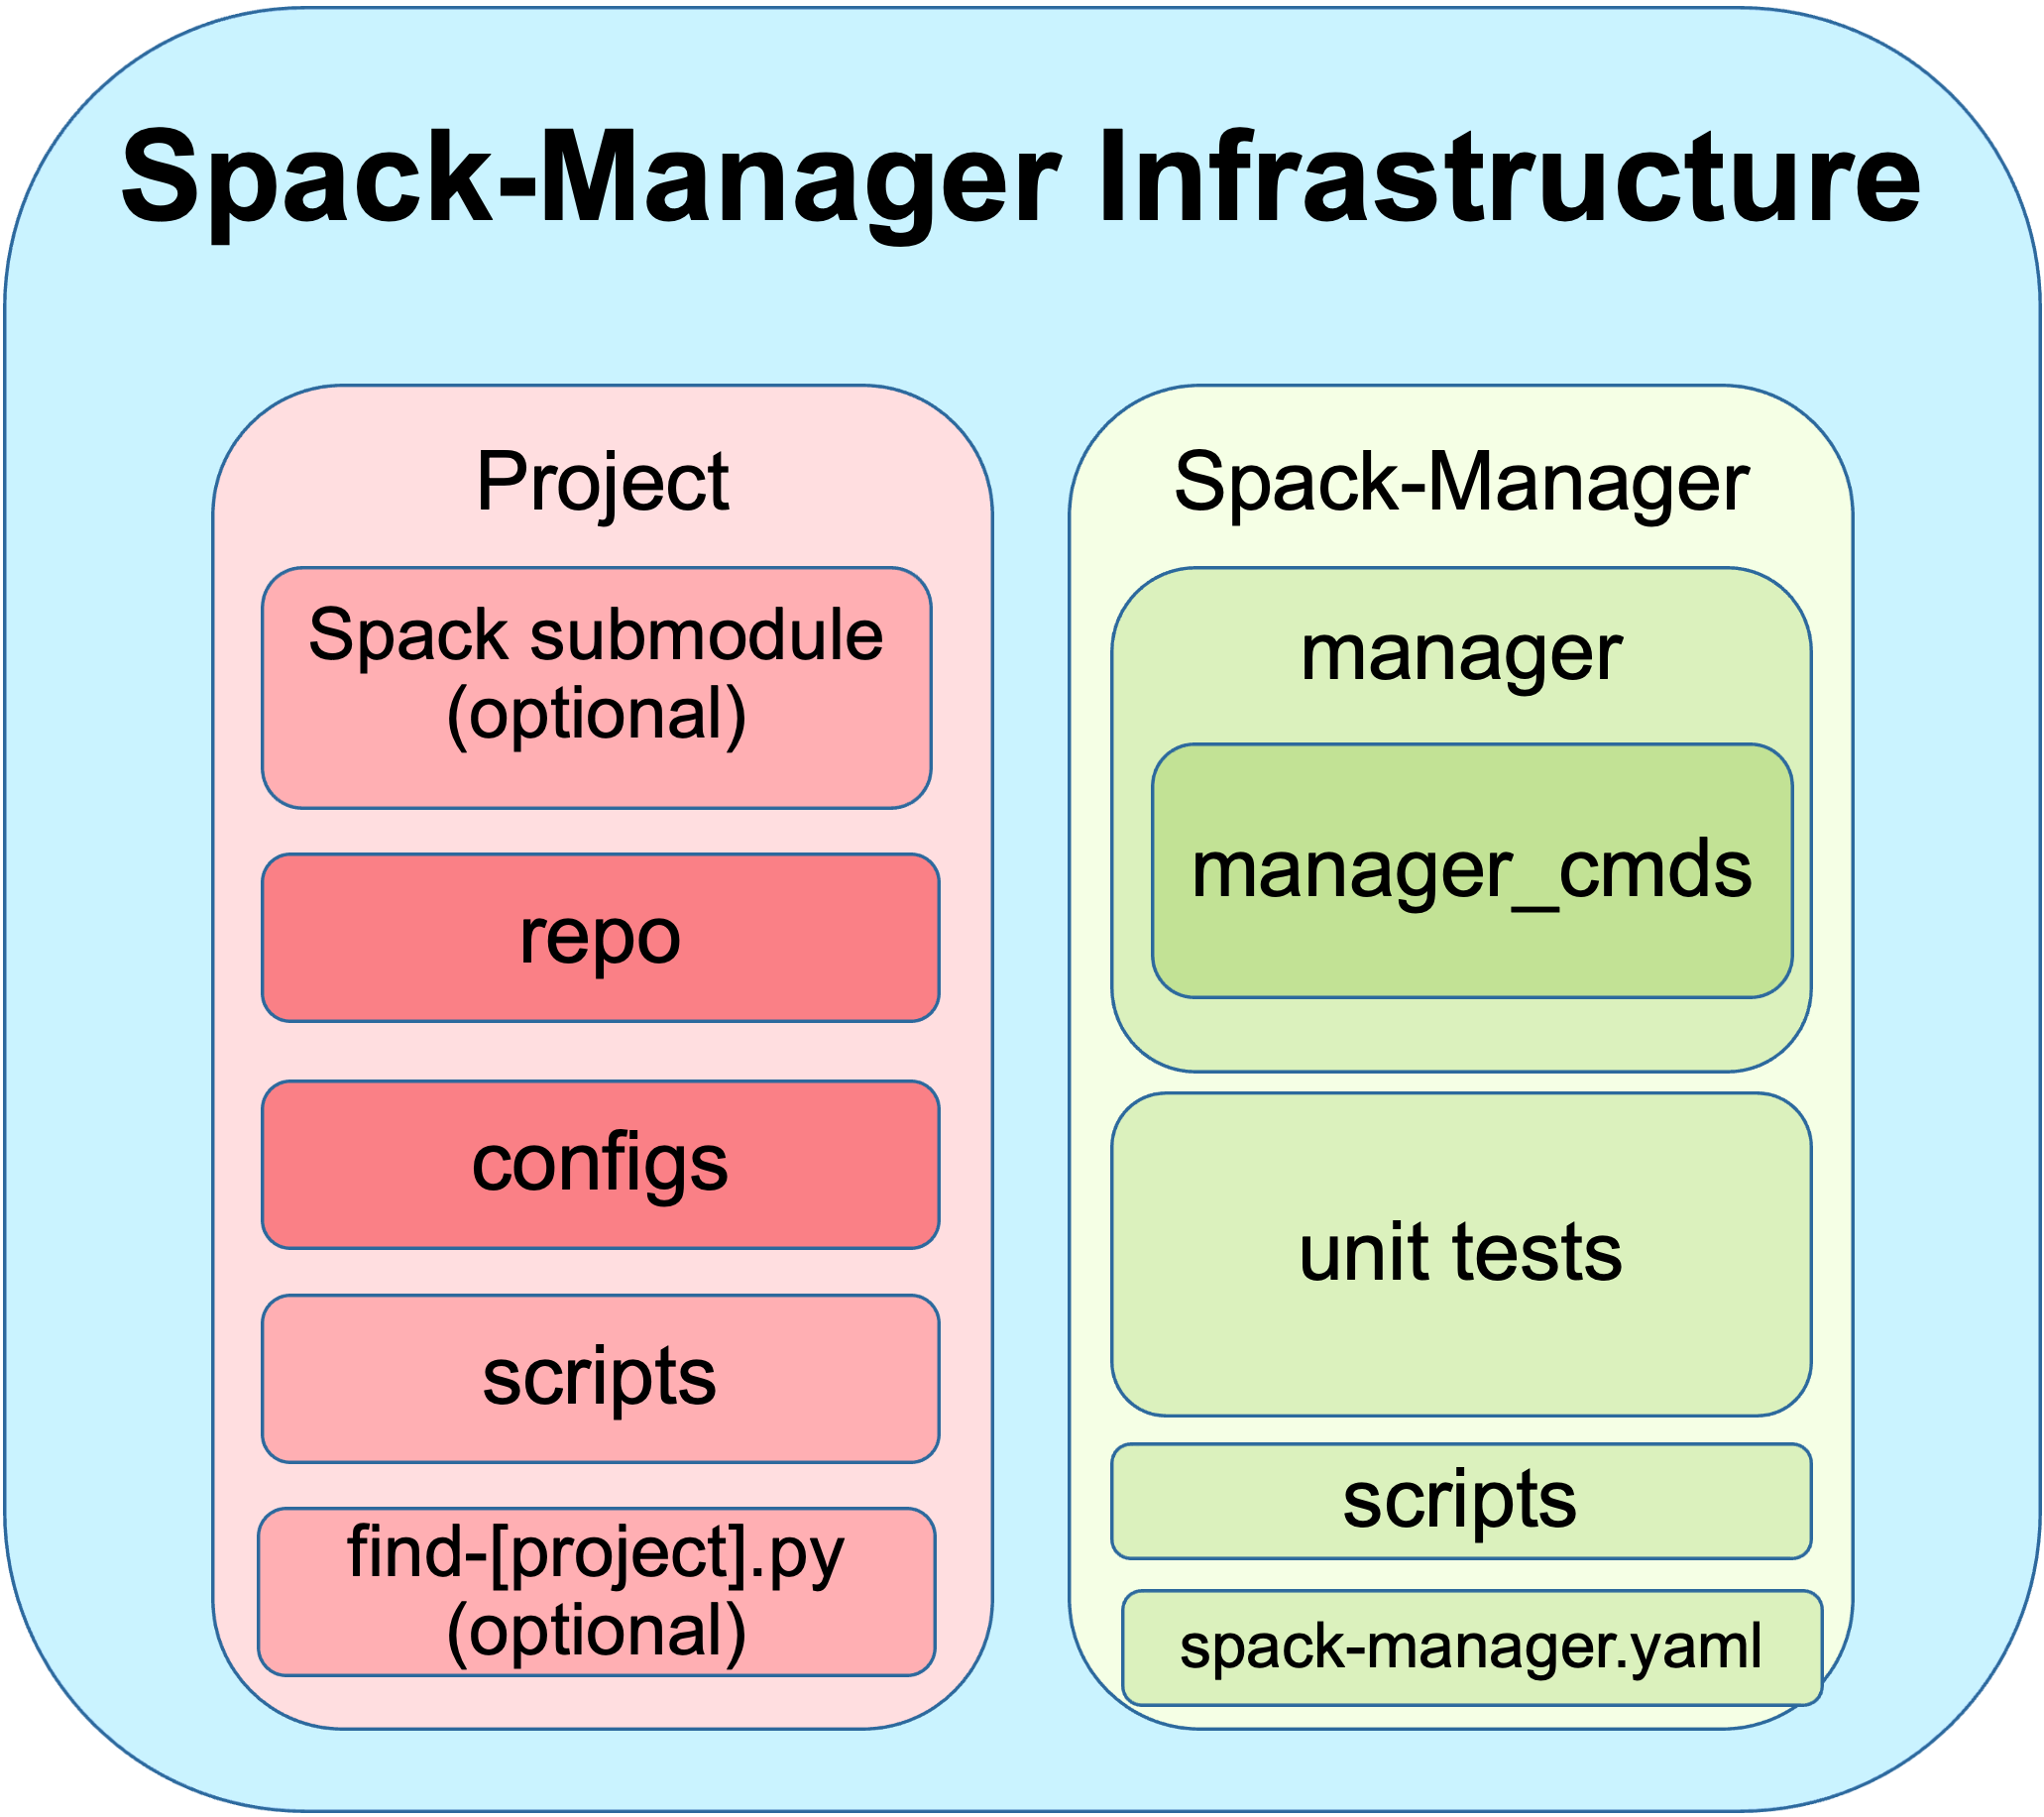 Spack-Manager Infrastructure
Project
Spack submodule
(optional)
repo
configs
scripts
find-[project].py
(optional)
Spack-Manager
manager
manager_cmds
unit tests
scripts
spack-manager.yaml